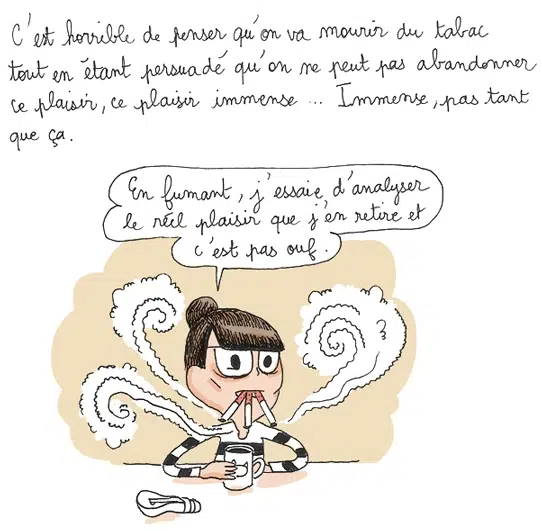 C'est horrible de penser qu'on va mourir du tabac
tout en étant persuadé qu'on ne peut pas abandonner
ce plaisir, ce plaisir immense ... Immense, pas tant
que ça.
En fumant, j'essaie d'analyser
le réel plaisir que j'en retire et
c'est pas ouf.